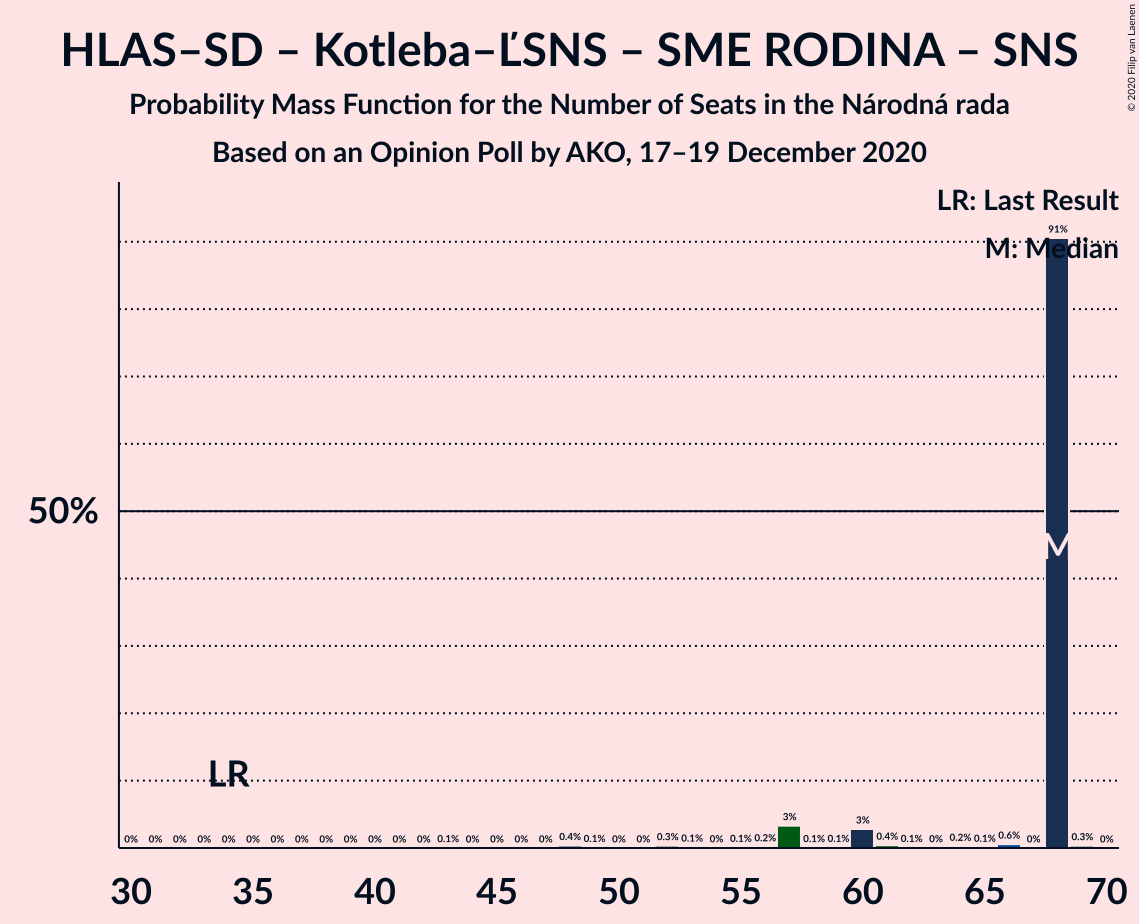 HLAS–SD – Kotleba–ĽSNS – SME RODINA – SNS
Probability Mass Function for the Number of Seats in the Národná rada
Based on an Opinion Poll by AKO, 17–19 December 2020
© 2020 Filip van Laenen
LR: Last Result
M: Median
91%
50%
M
LR
0% 0% 0% 0% 0% 0% 0% 0% 0% 0% 0% 0% 0% 0.1% 0% 0% 0% 0% 0.4% 0.1% 0% 0% 0.3% 0.1% 0% 0.1% 0.2% 3% 0.1% 0.1% 3% 0.4% 0.1% 0% 0.2% 0.1% 0.6% 0% 0.3% 0%
30 35 40 45 50 55 60 65 70